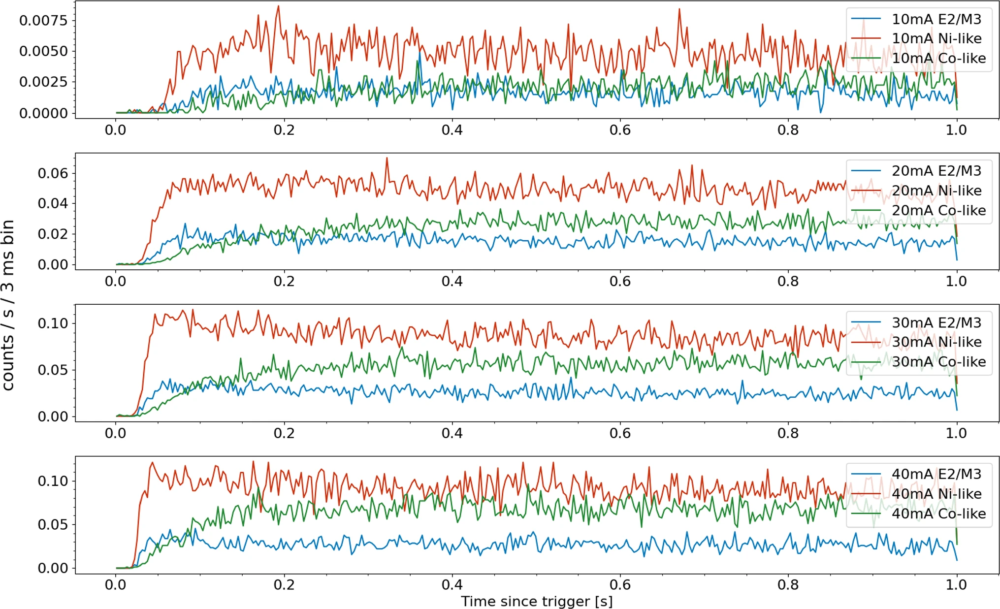 counts / s / 3 ms bin
0.0075
0.0050
0.0025
0.0000
10mA E2/M3
10mA Ni-like
10mA Co-like
0.0 0.2 0.4 0.6 0.8 1.0
0.06
0.04
0.02
0.00
20mA E2/M3
20mA Ni-like
20mA Co-like
0.0 0.2 0.4 0.6 0.8 1.0
0.10
0.05
0.00
30mA E2/M3
30mA Ni-like
30mA Co-like
0.0 0.2 0.4 0.6 0.8 1.0
0.10
0.05
0.00
40mA E2/M3
40mA Ni-like
40mA Co-like
0.0 0.2 0.4 0.6 0.8 1.0
Time since trigger [s]